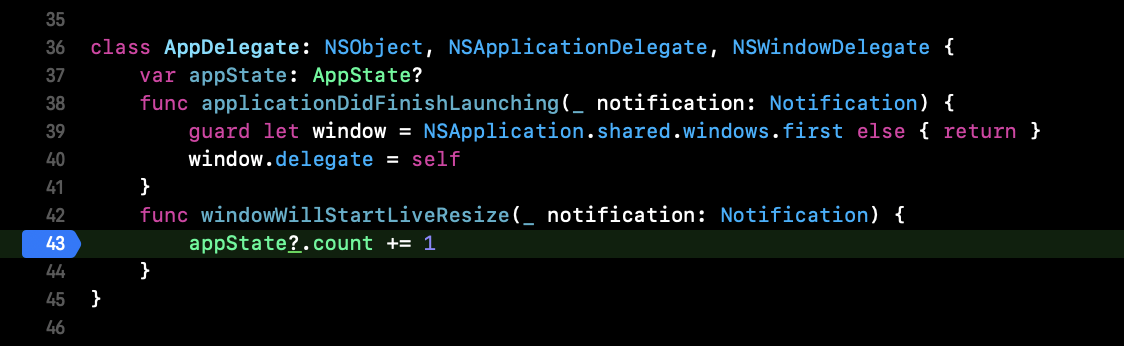 35
36 class AppDelegate: NSObject, NSApplicationDelegate, NSWindowDelegate {
37     var appState: AppState?
38     func applicationDidFinishLaunching(_ notification: Notification) {
39         guard let window = NSApplication.shared.windows.first else { return }
40         window.delegate = self
41     }
42     func windowWillStartLiveResize(_ notification: Notification) {
43         appState?.count += 1
44     }
45 }
46